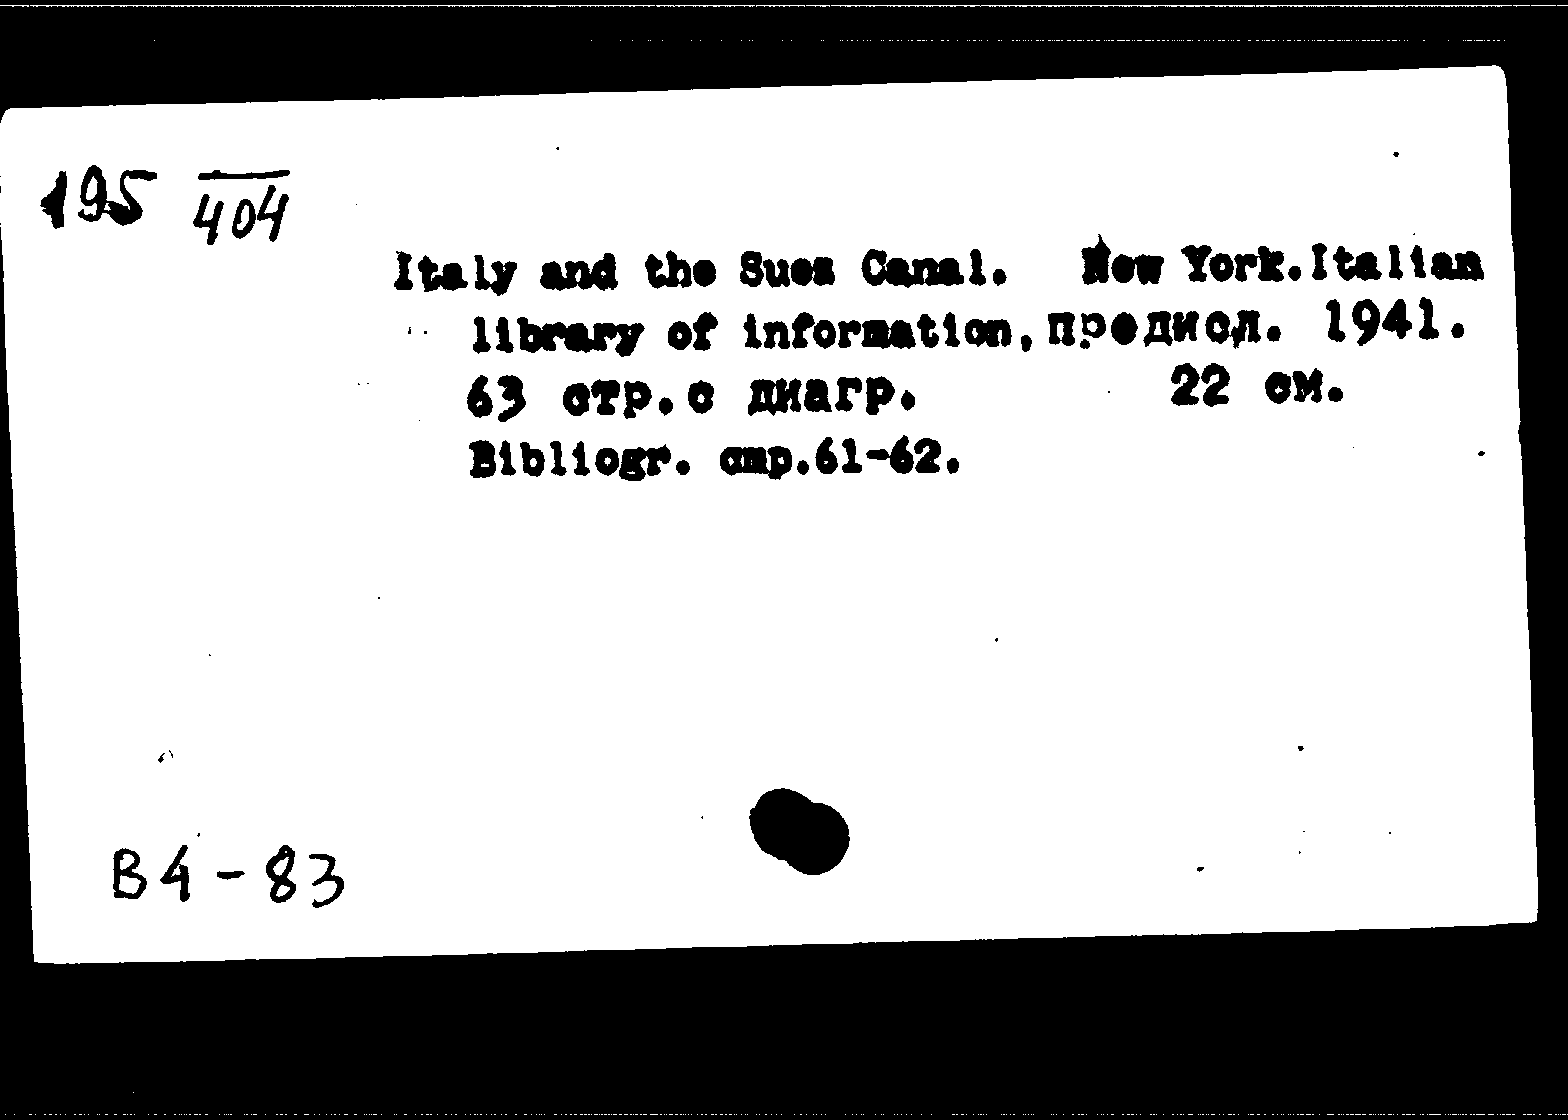 195 404
Italy and the Suez Canal. New York. Italian
library of information, предисл. 1941.
63 стр. с диагр. 22 см.
Bibliogr. стр. 61-62.
B4-83